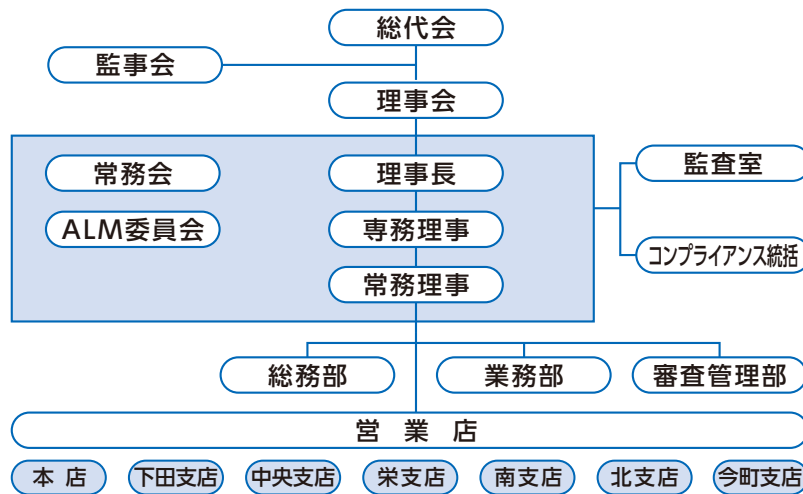 総代会
監事会
理事会
常務会
理事長
監査室
ALM委員会
専務理事
コンプライアンス統括
常務理事
総務部
業務部
審査管理部
営業店
本店
下田支店
中央支店
栄支店
南支店
北支店
今町支店